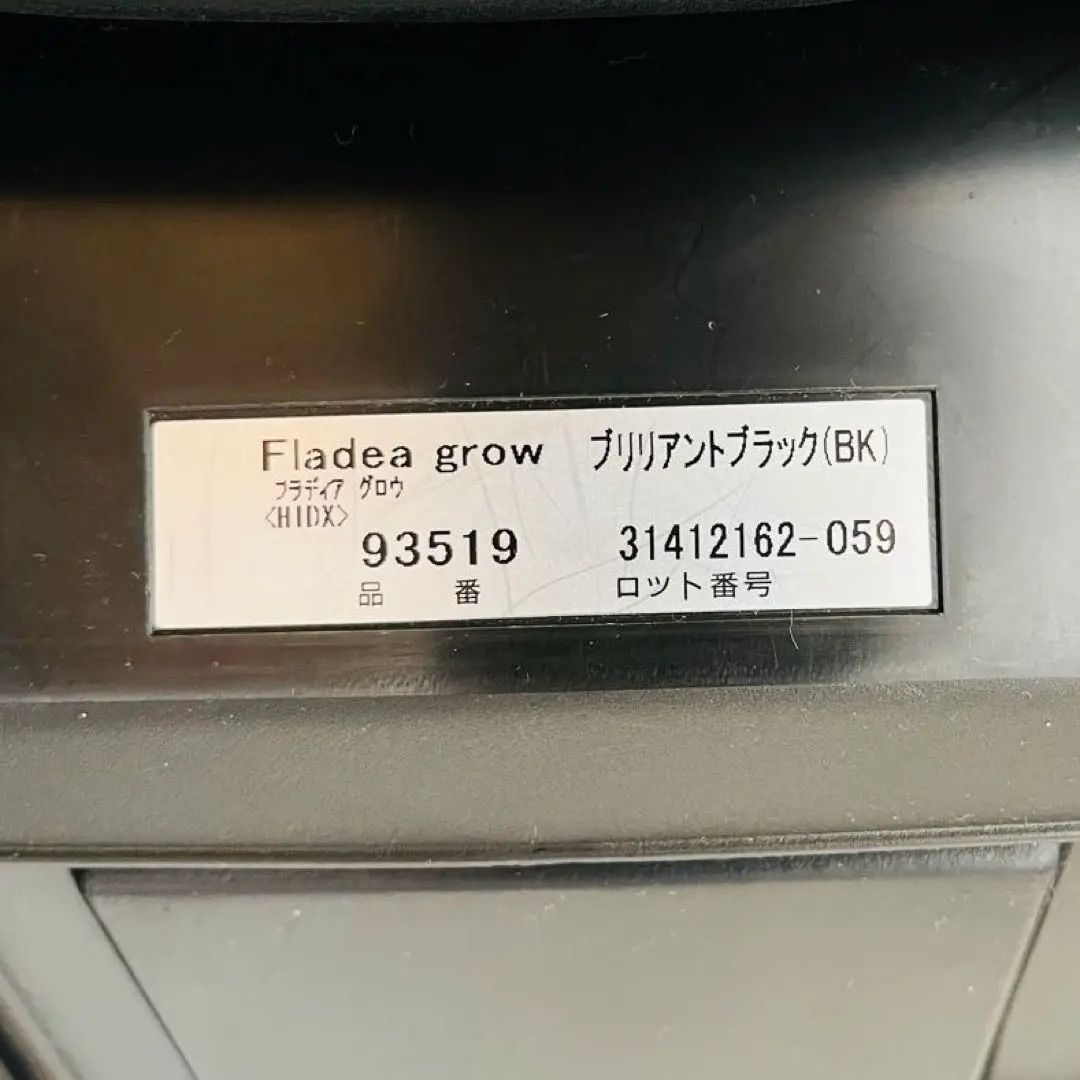 Fladea grow ブリリアントブラック(BK)
フラディア グロウ
<HIDX>
93519 31412162-059
品番 ロット番号